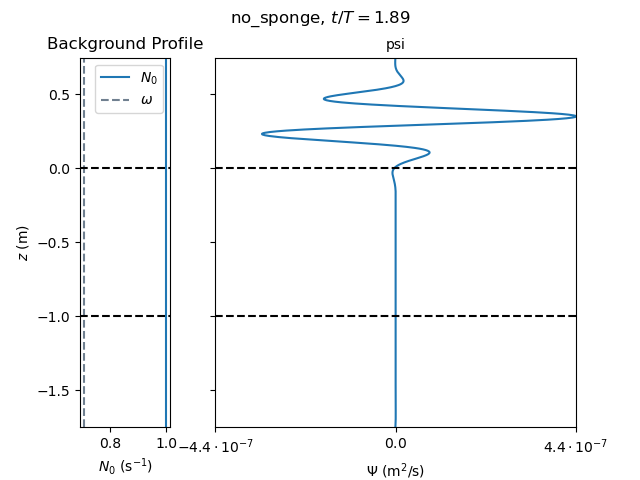 no_sponge, t/T = 1.89
Background Profile
psi
N₀
ω
0.5
0.0
−0.5
−1.0
−1.5
z (m)
0.8
1.0
N₀ (s⁻¹)
−4.4 · 10⁻⁷
0.0
4.4 · 10⁻⁷
Ψ (m²/s)